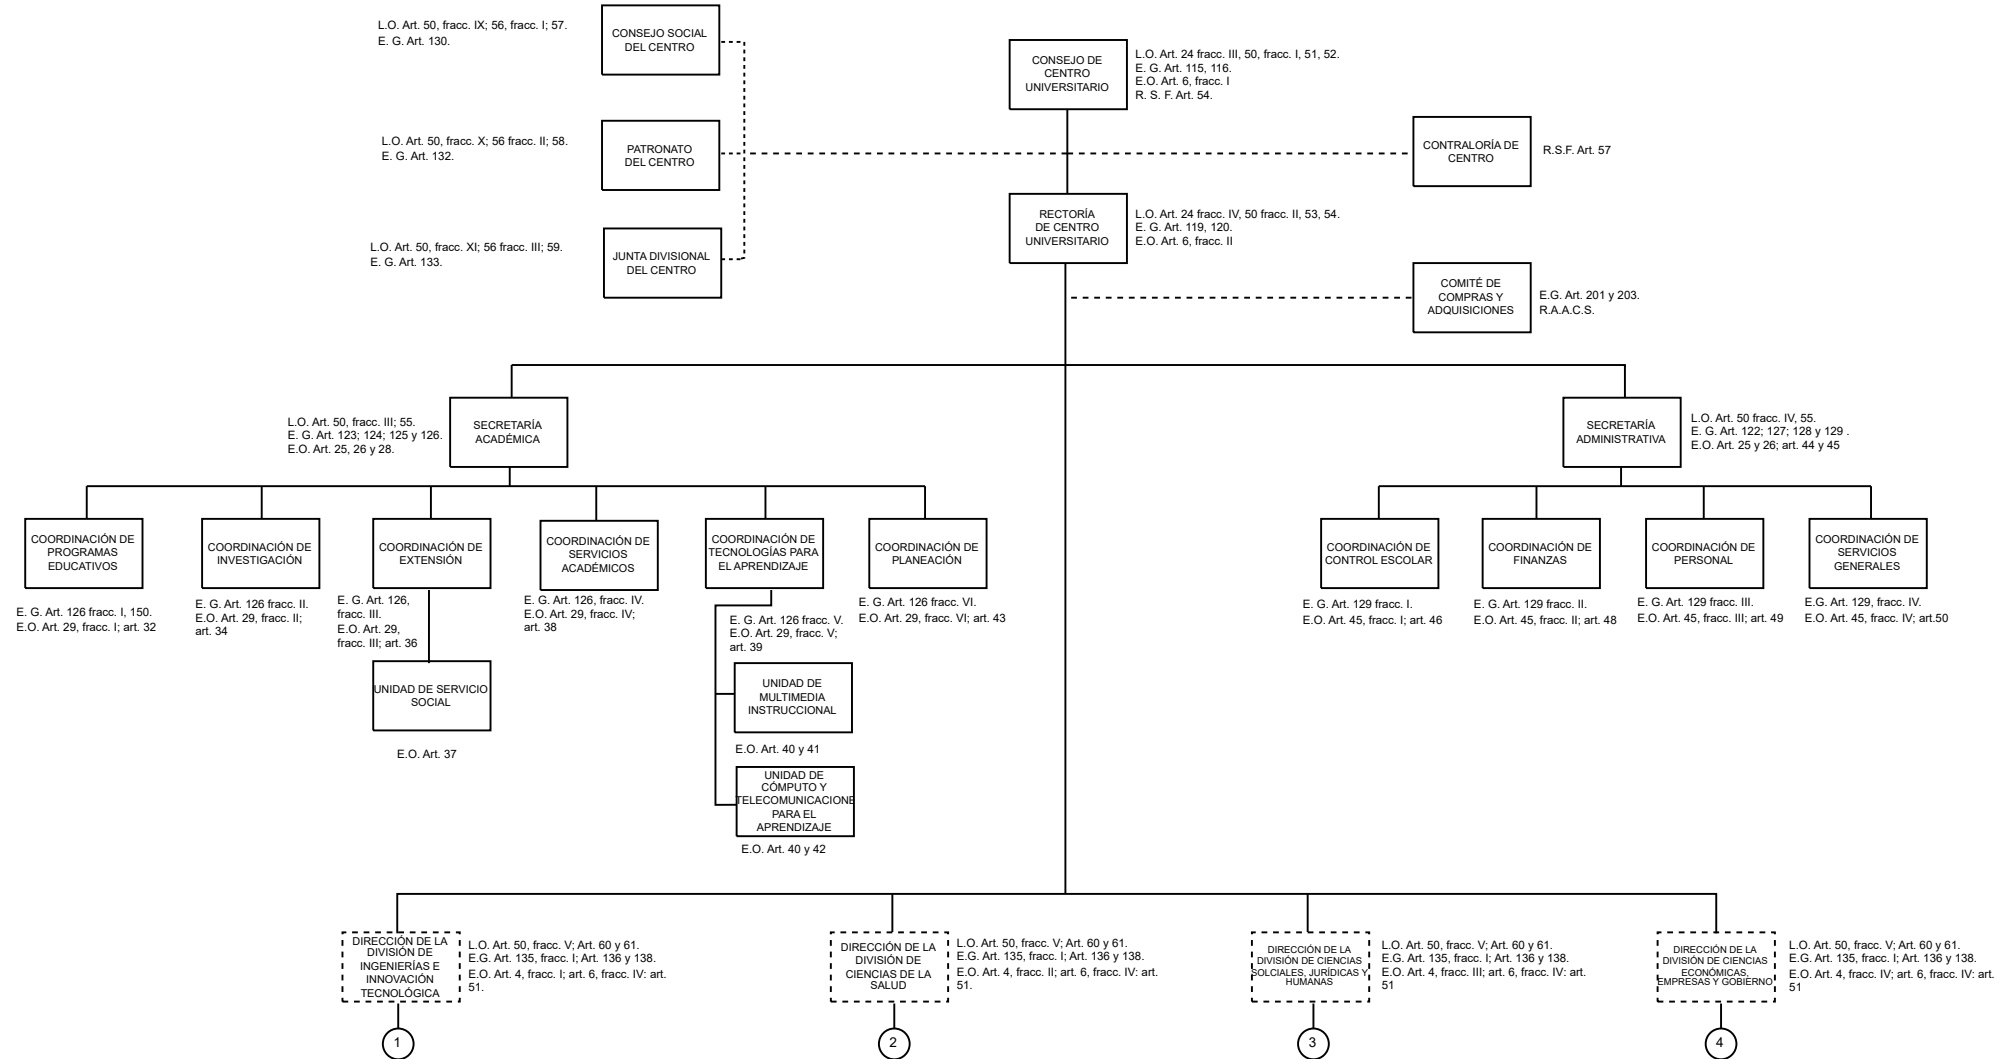 L.O. Art. 50, fracc. IX; 56, fracc. I; 57.
E. G. Art. 130.
CONSEJO SOCIAL
DEL CENTRO
CONSEJO DE
CENTRO
UNIVERSITARIO
L.O. Art. 24 fracc. III, 50, fracc. I, 51, 52.
E. G. Art. 115, 116.
E.O. Art. 6, fracc. I
R. S. F. Art. 54.
L.O. Art. 50, fracc. X; 56 fracc. II; 58.
E. G. Art. 132.
PATRONATO
DEL CENTRO
CONTRALORÍA DE
CENTRO
R.S.F. Art. 57
RECTORÍA
DE CENTRO
UNIVERSITARIO
L.O. Art. 24 fracc. IV, 50 fracc. II, 53, 54.
E. G. Art. 119, 120.
E.O. Art. 6, fracc. II
L.O. Art. 50, fracc. XI; 56 fracc. III; 59.
E. G. Art. 133.
JUNTA DIVISIONAL
DEL CENTRO
COMITÉ DE
COMPRAS Y
ADQUISICIONES
E.G. Art. 201 y 203.
R.A.A.C.S.
L.O. Art. 50, fracc. III; 55.
E. G. Art. 123; 124; 125 y 126.
E.O. Art. 25, 26 y 28.
SECRETARÍA
ACADÉMICA
SECRETARÍA
ADMINISTRATIVA
L.O. Art. 50 fracc. IV, 55.
E. G. Art. 122; 127; 128 y 129 .
E.O. Art. 25 y 26; art. 44 y 45
COORDINACIÓN DE
PROGRAMAS
EDUCATIVOS
E. G. Art. 126 fracc. I, 150.
E.O. Art. 29, fracc. I; art. 32
COORDINACIÓN DE
INVESTIGACIÓN
E. G. Art. 126 fracc. II.
E.O. Art. 29, fracc. II;
art. 34
COORDINACIÓN DE
EXTENSIÓN
E. G. Art. 126,
fracc. III.
E.O. Art. 29,
fracc. III; art. 36
UNIDAD DE SERVICIO
SOCIAL
E.O. Art. 37
COORDINACIÓN DE
SERVICIOS
ACADÉMICOS
E. G. Art. 126, fracc. IV.
E.O. Art. 29, fracc. IV;
art. 38
COORDINACIÓN DE
TECNOLOGÍAS PARA
EL APRENDIZAJE
E. G. Art. 126 fracc. V.
E.O. Art. 29, fracc. V;
art. 39
UNIDAD DE
MULTIMEDIA
INSTRUCCIONAL
E.O. Art. 40 y 41
UNIDAD DE
CÓMPUTO Y
TELECOMUNICACIONE
PARA EL
APRENDIZAJE
E.O. Art. 40 y 42
COORDINACIÓN DE
PLANEACIÓN
E. G. Art. 126 fracc. VI.
E.O. Art. 29, fracc. VI; art. 43
COORDINACIÓN DE
CONTROL ESCOLAR
E. G. Art. 129 fracc. I.
E.O. Art. 45, fracc. I; art. 46
COORDINACIÓN DE
FINANZAS
E. G. Art. 129 fracc. II.
E.O. Art. 45, fracc. II; art. 48
COORDINACIÓN DE
PERSONAL
E. G. Art. 129 fracc. III.
E.O. Art. 45, fracc. III; art. 49
COORDINACIÓN DE
SERVICIOS
GENERALES
E.G. Art. 129, fracc. IV.
E.O. Art. 45, fracc. IV; art.50
DIRECCIÓN DE LA
DIVISIÓN DE
INGENIERÍAS E
INNOVACIÓN
TECNOLÓGICA
L.O. Art. 50, fracc. V; Art. 60 y 61.
E.G. Art. 135, fracc. I; Art. 136 y 138.
E.O. Art. 4, fracc. I; art. 6, fracc. IV: art.
51.
1
DIRECCIÓN DE LA
DIVISIÓN DE
CIENCIAS DE LA
SALUD
L.O. Art. 50, fracc. V; Art. 60 y 61.
E.G. Art. 135, fracc. I; Art. 136 y 138.
E.O. Art. 4, fracc. II; art. 6, fracc. IV: art.
51.
2
DIRECCIÓN DE LA
DIVISIÓN DE CIENCIAS
SOLCIALES, JURÍDICAS Y
HUMANAS
L.O. Art. 50, fracc. V; Art. 60 y 61.
E.G. Art. 135, fracc. I; Art. 136 y 138.
E.O. Art. 4, fracc. III; art. 6, fracc. IV: art.
51
3
DIRECCIÓN DE LA
DIVISIÓN DE CIENCIAS
ECONÓMICAS,
EMPRESAS Y GOBIERNO
L.O. Art. 50, fracc. V; Art. 60 y 61.
E.G. Art. 135, fracc. I; Art. 136 y 138.
E.O. Art. 4, fracc. IV; art. 6, fracc. IV: art.
51
4